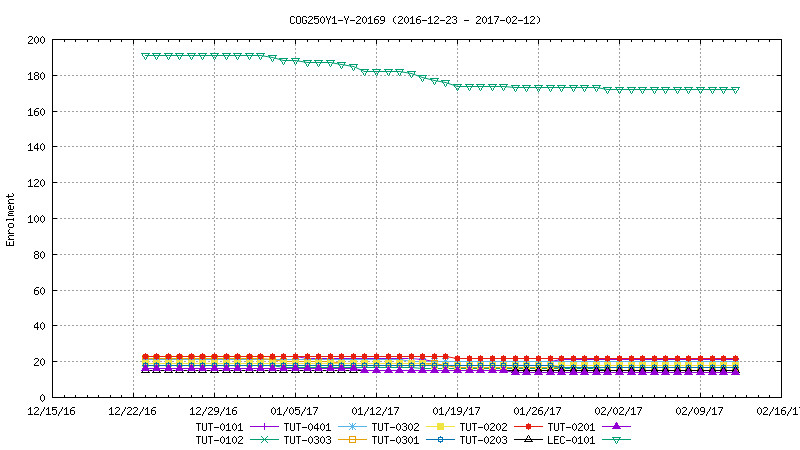 COG250Y1-Y-20169 (2016-12-23 - 2017-02-12)
200
180
160
140
120
100
80
60
40
20
0
Enrolment
12/15/16 12/22/16 12/29/16 01/05/17 01/12/17 01/19/17 01/26/17 02/02/17 02/09/17 02/16/17
TUT-0101 TUT-0401 TUT-0302 TUT-0202 TUT-0201
TUT-0102 TUT-0303 TUT-0301 TUT-0203 LEC-0101